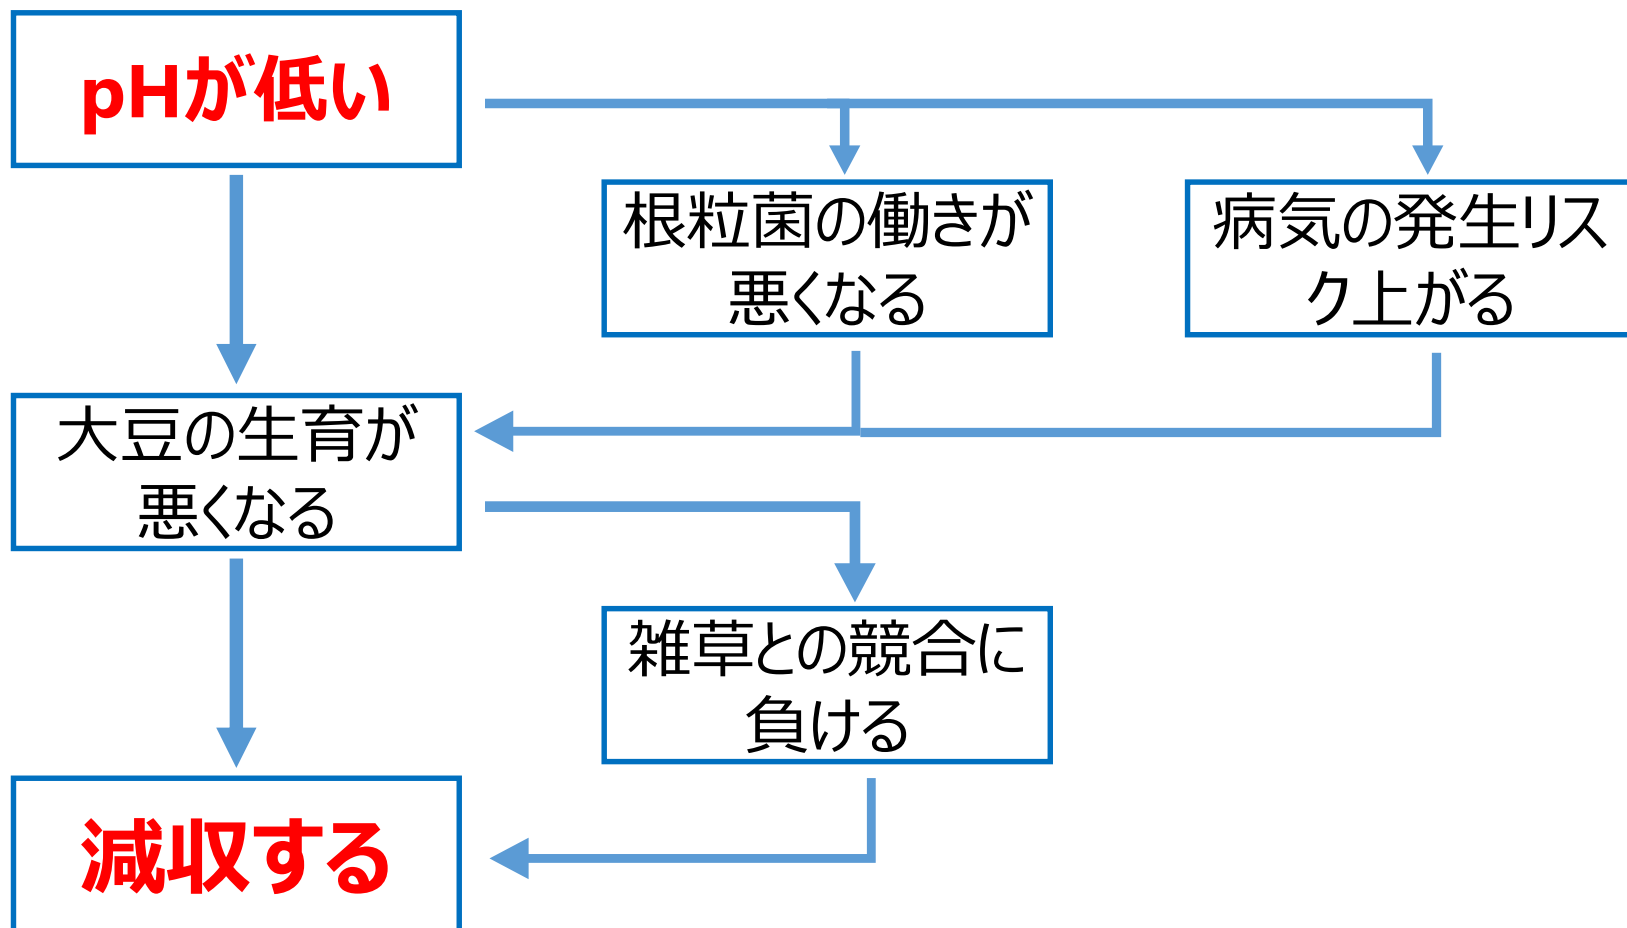 pHが低い
根粒菌の働きが
悪くなる
病気の発生リス
ク上がる
大豆の生育が
悪くなる
雑草との競合に
負ける
減収する